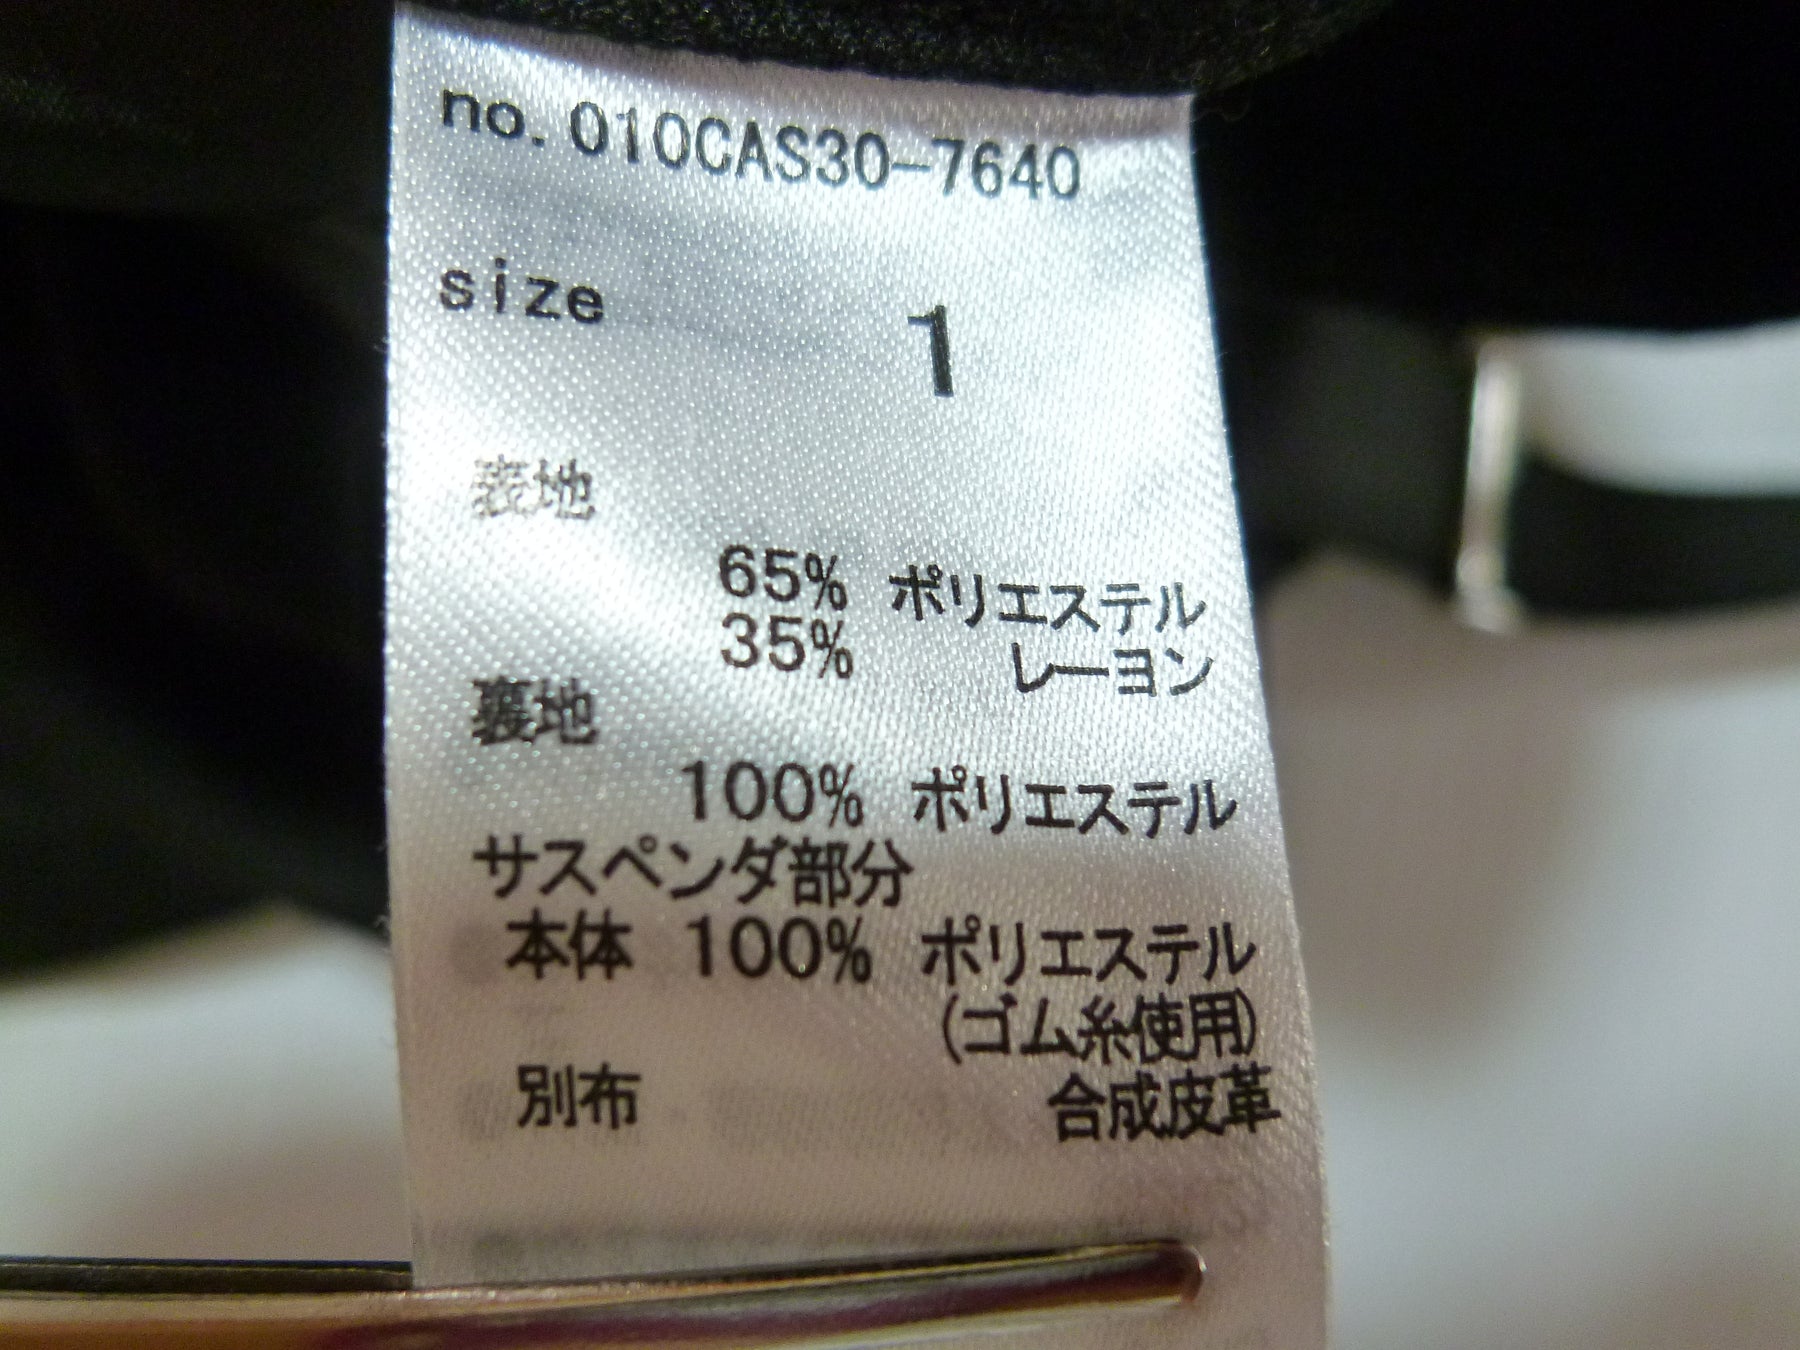 no. 010CAS30-7640
size 1
表地
65% ポリエステル
35% レーヨン
裏地
100% ポリエステル
サスペンダ部分
本体 100% ポリエステル
(ゴム糸使用)
別布 合成皮革